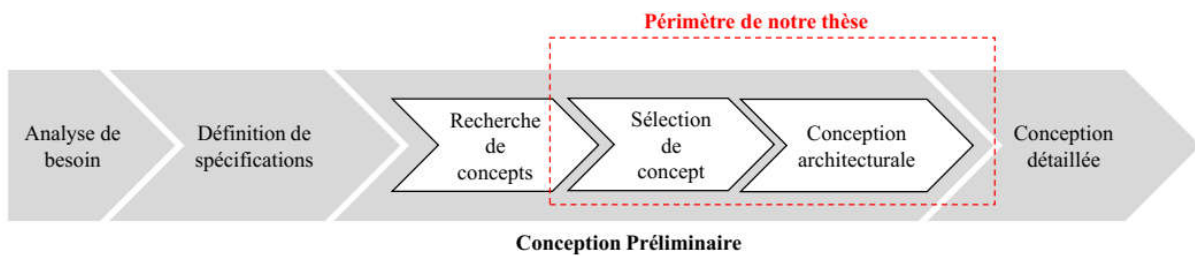 Périmètre de notre thèse
Analyse de
besoin
Définition de
spécifications
Recherche
de
concepts
Sélection
de
concept
Conception
architecturale
Conception
détaillée
Conception Préliminaire